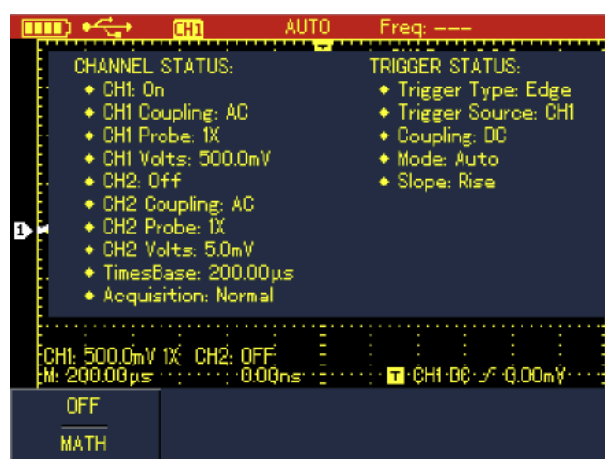 CH1 AUTO Freq: ---
CHANNEL STATUS:
◆ CH1: On
◆ CH1 Coupling: AC
◆ CH1 Probe: 1X
◆ CH1 Volts: 500.0mV
◆ CH2: Off
◆ CH2 Coupling: AC
◆ CH2 Probe: 1X
◆ CH2 Volts: 5.0mV
◆ TimesBase: 200.00μs
◆ Acquisition: Normal
TRIGGER STATUS:
◆ Trigger Type: Edge
◆ Trigger Source: CH1
◆ Coupling: DC
◆ Mode: Auto
◆ Slope: Rise
1
CH1: 500.0mV 1X CH2: OFF
M: 200.00μs 0.00ns T CH1 DC 0.00mV
OFF
MATH